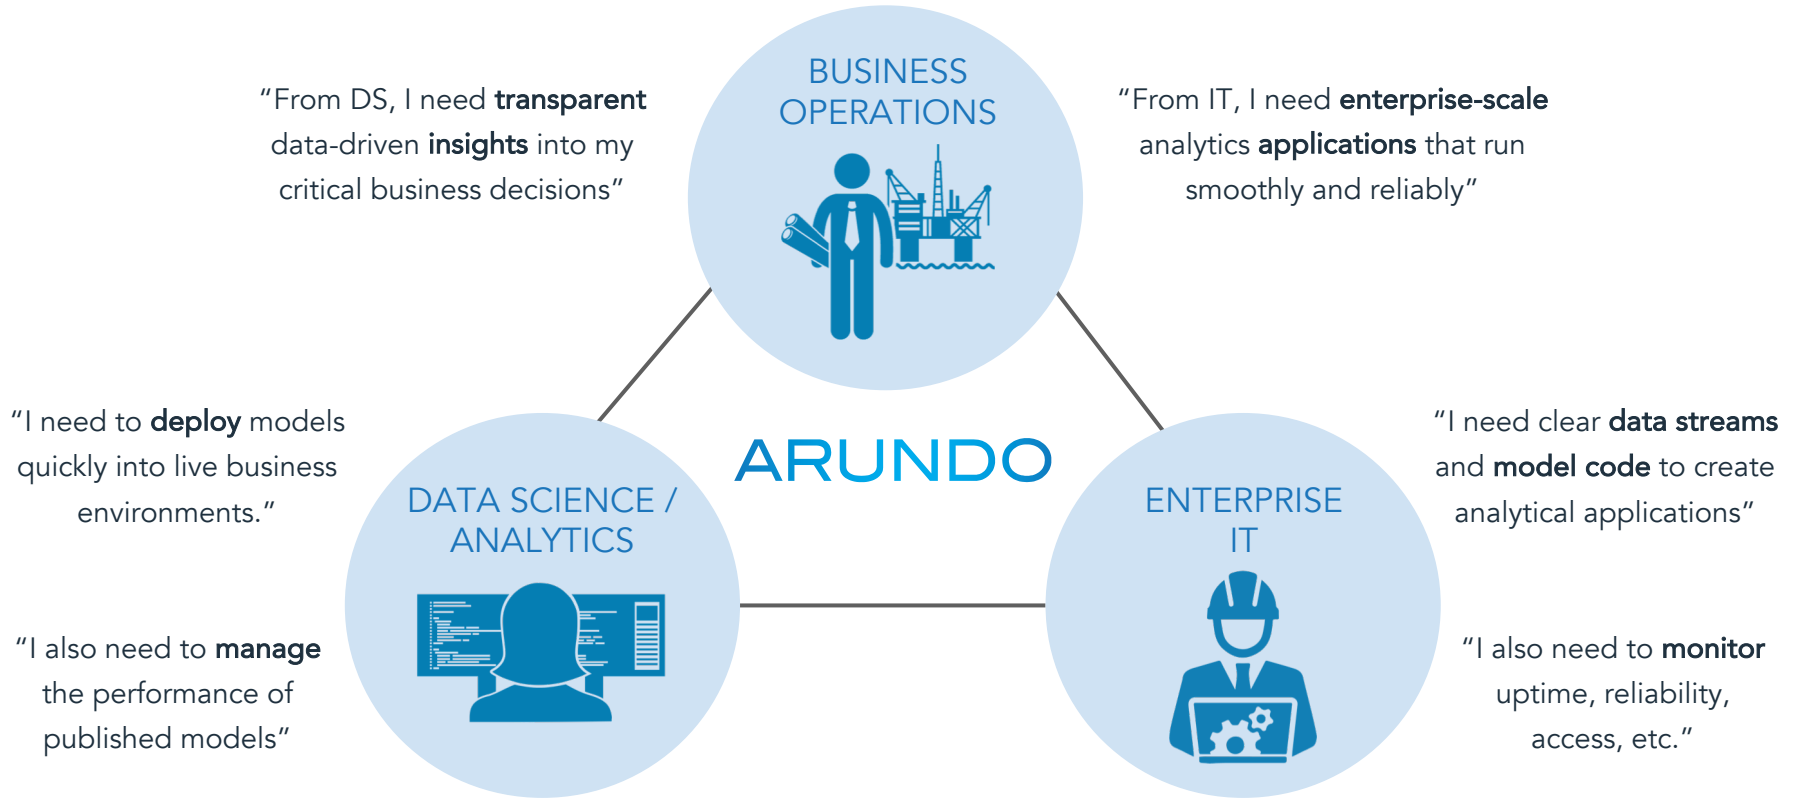 BUSINESS
OPERATIONS
“From DS, I need transparent
data-driven insights into my
critical business decisions”
“From IT, I need enterprise-scale
analytics applications that run
smoothly and reliably”
ARUNDO
“I need to deploy models
quickly into live business
environments.”
“I also need to manage
the performance of
published models”
DATA SCIENCE /
ANALYTICS
ENTERPRISE
IT
“I need clear data streams
and model code to create
analytical applications”
“I also need to monitor
uptime, reliability,
access, etc.”